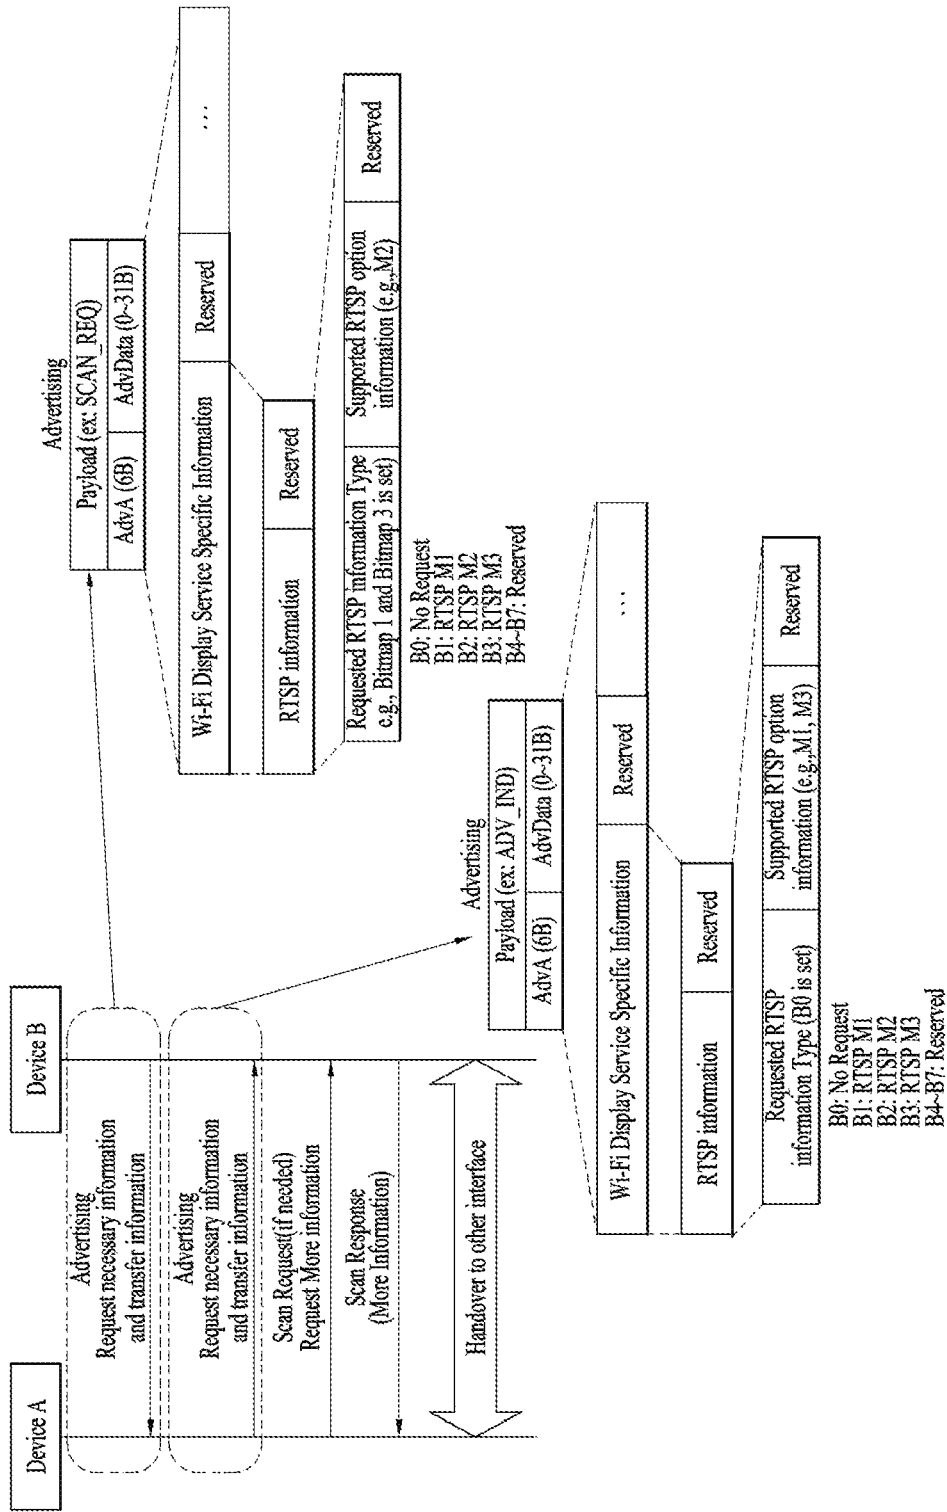 Device A
Device B
Advertising
Request necessary information
and transfer information
Advertising
Request necessary information
and transfer information
Scan Request(if needed)
Request More information
Scan Response
(More Information)
Handover to other interface
Advertising
Payload (ex: SCAN_REQ)
AdvA (6B)
AdvData (0~31B)
Wi-Fi Display Service Specific Information
Reserved
...
RTSP information
Reserved
Requested RTSP information Type
e.g., Bitmap 1 and Bitmap 3 is set)
Supported RTSP option
information (e.g.,M2)
Reserved
B0: No Request
B1: RTSP M1
B2: RTSP M2
B3: RTSP M3
B4~B7: Reserved
Advertising
Payload (ex: ADV_IND)
AdvA (6B)
AdvData (0~31B)
Wi-Fi Display Service Specific Information
Reserved
...
RTSP information
Reserved
Requested RTSP
information Type (B0 is set)
Supported RTSP option
information (e.g.,M1, M3)
Reserved
B0: No Request
B1: RTSP M1
B2: RTSP M2
B3: RTSP M3
B4~B7: Reserved